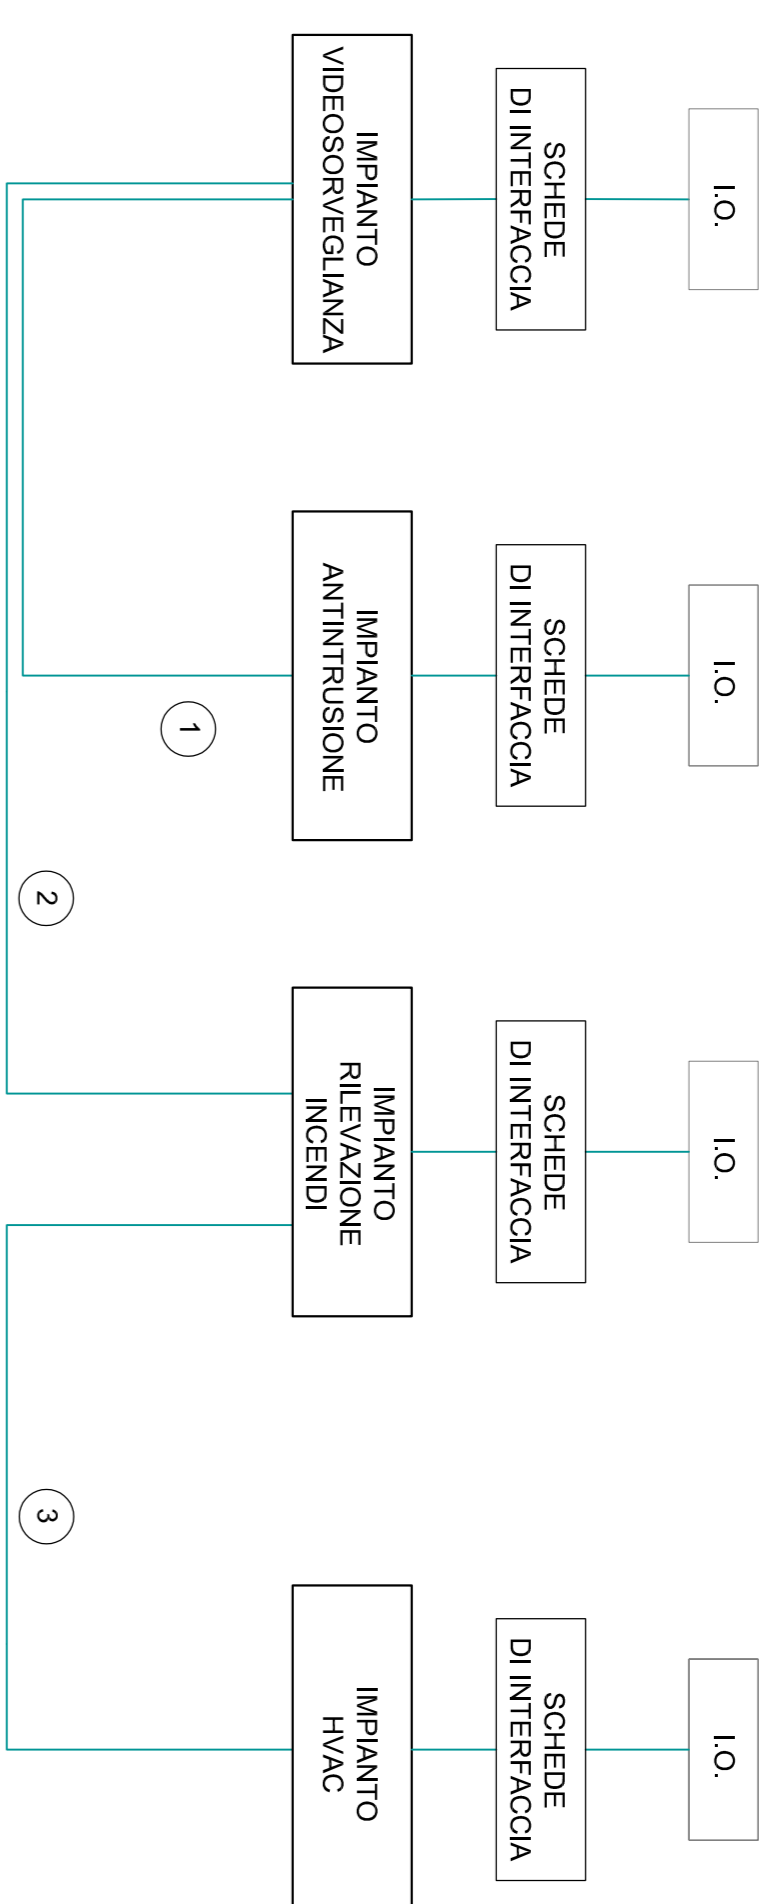 I.O.
I.O.
I.O.
I.O.
SCHEDE
DI INTERFACCIA
SCHEDE
DI INTERFACCIA
SCHEDE
DI INTERFACCIA
SCHEDE
DI INTERFACCIA
IMPIANTO
VIDEOSORVEGLIANZA
IMPIANTO
ANTINTRUSIONE
IMPIANTO
RILEVAZIONE
INCENDI
IMPIANTO
HVAC
1
2
3